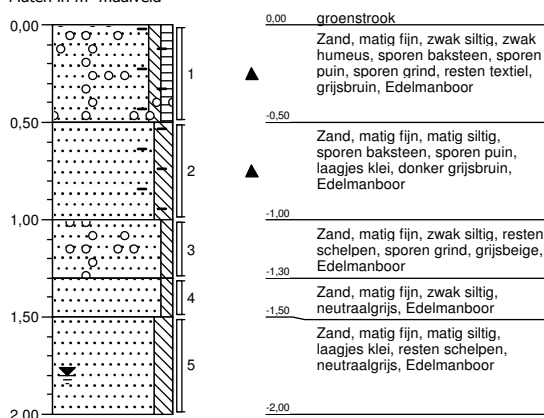 0,00
0,50
1,00
1,50
2,00
1
2
3
4
5
0,00
groenstrook
Zand, matig fijn, zwak siltig, zwak
humeus, sporen baksteen, sporen
puin, sporen grind, resten textiel,
grijsbruin, Edelmanboor
-0,50
Zand, matig fijn, matig siltig,
sporen baksteen, sporen puin,
laagjes klei, donker grijsbruin,
Edelmanboor
-1,00
Zand, matig fijn, zwak siltig, resten
schelpen, sporen grind, grijsbeige,
Edelmanboor
-1,30
Zand, matig fijn, zwak siltig,
neutraalgrijs, Edelmanboor
-1,50
Zand, matig fijn, matig siltig,
laagjes klei, resten schelpen,
neutraalgrijs, Edelmanboor
-2,00